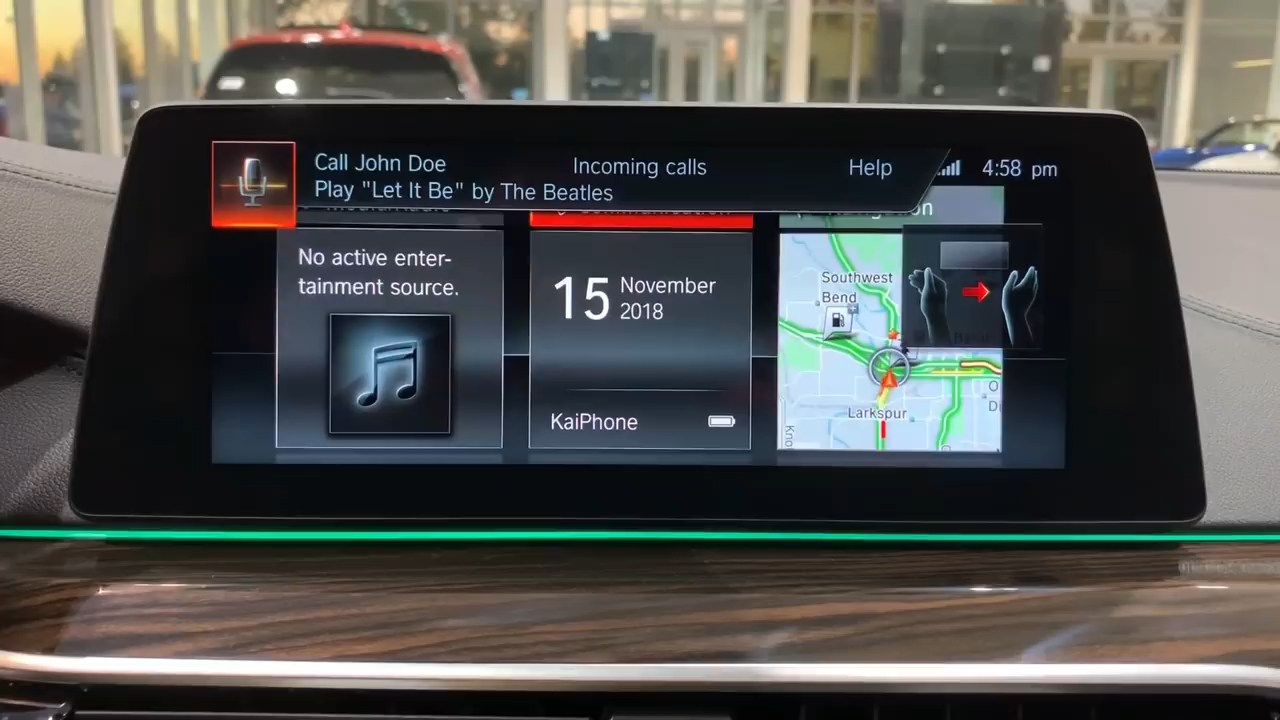 Call John Doe
Play "Let It Be" by The Beatles
Incoming calls
Help
4:58 pm
No active enter-
tainment source.
15
November
2018
KaiPhone
Southwest
Bend
Larkspur